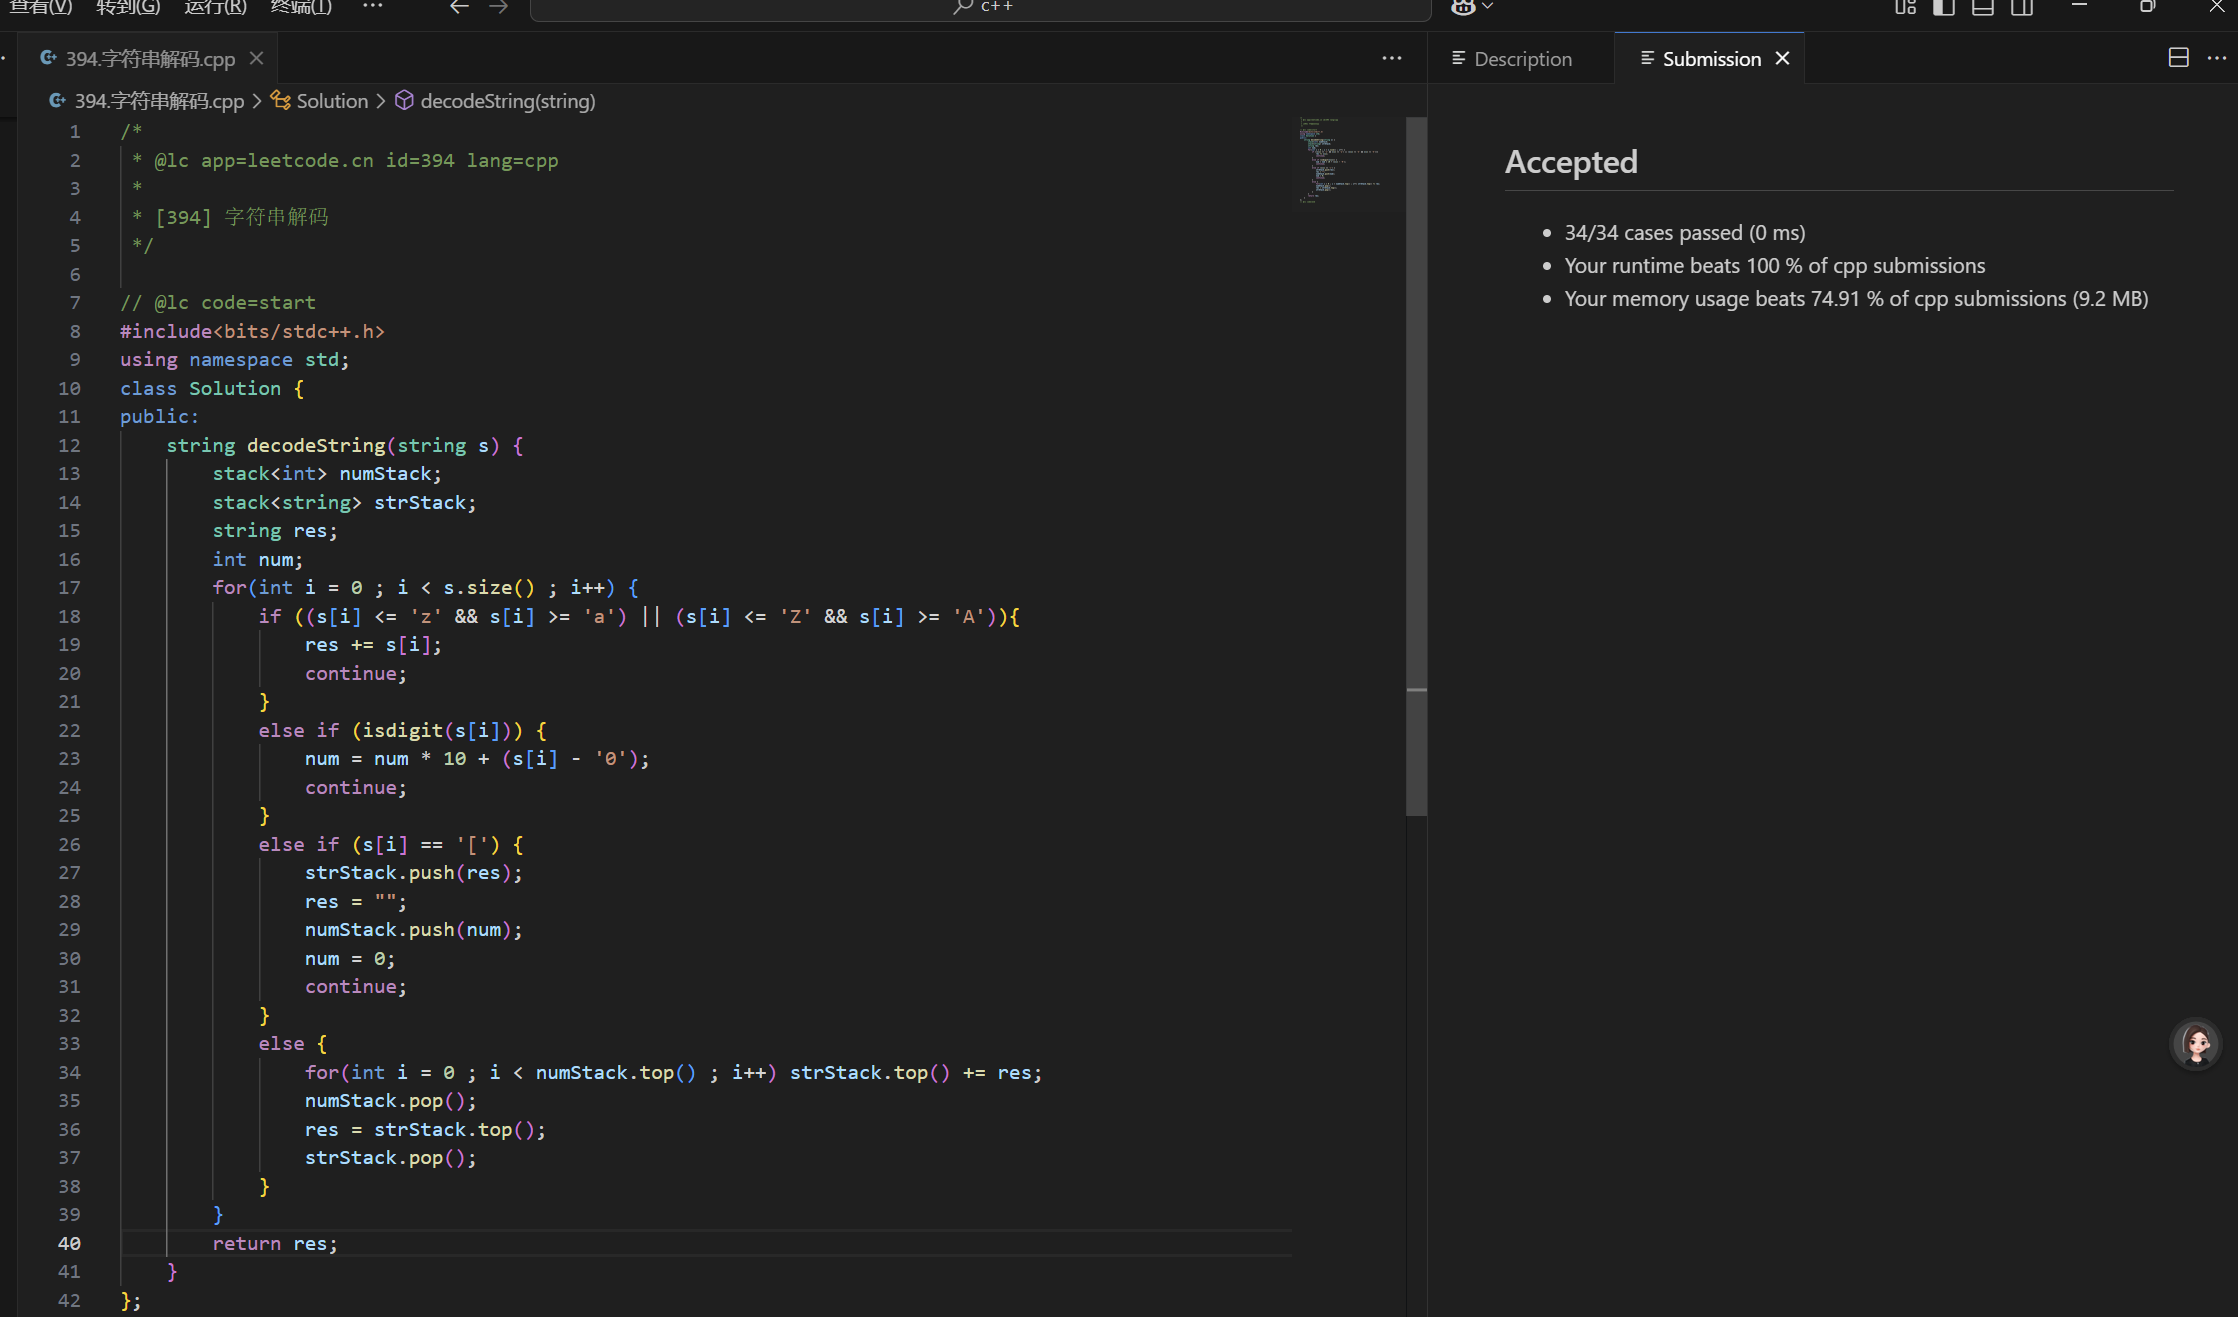 查看(V) 转到(G) 运行(R) 终端(T) ··· c++
394.字符串解码.cpp
394.字符串解码.cpp > Solution > decodeString(string)
1 /*
2  * @lc app=leetcode.cn id=394 lang=cpp
3  *
4  * [394] 字符串解码
5  */
6
7 // @lc code=start
8 #include<bits/stdc++.h>
9 using namespace std;
10 class Solution {
11 public:
12     string decodeString(string s) {
13         stack<int> numStack;
14         stack<string> strStack;
15         string res;
16         int num;
17         for(int i = 0 ; i < s.size() ; i++) {
18             if ((s[i] <= 'z' && s[i] >= 'a') || (s[i] <= 'Z' && s[i] >= 'A')){
19                 res += s[i];
20                 continue;
21             }
22             else if (isdigit(s[i])) {
23                 num = num * 10 + (s[i] - '0');
24                 continue;
25             }
26             else if (s[i] == '[') {
27                 strStack.push(res);
28                 res = "";
29                 numStack.push(num);
30                 num = 0;
31                 continue;
32             }
33             else {
34                 for(int i = 0 ; i < numStack.top() ; i++) strStack.top() += res;
35                 numStack.pop();
36                 res = strStack.top();
37                 strStack.pop();
38             }
39         }
40         return res;
41     }
42 };
Description
Submission
Accepted
• 34/34 cases passed (0 ms)
• Your runtime beats 100 % of cpp submissions
• Your memory usage beats 74.91 % of cpp submissions (9.2 MB)